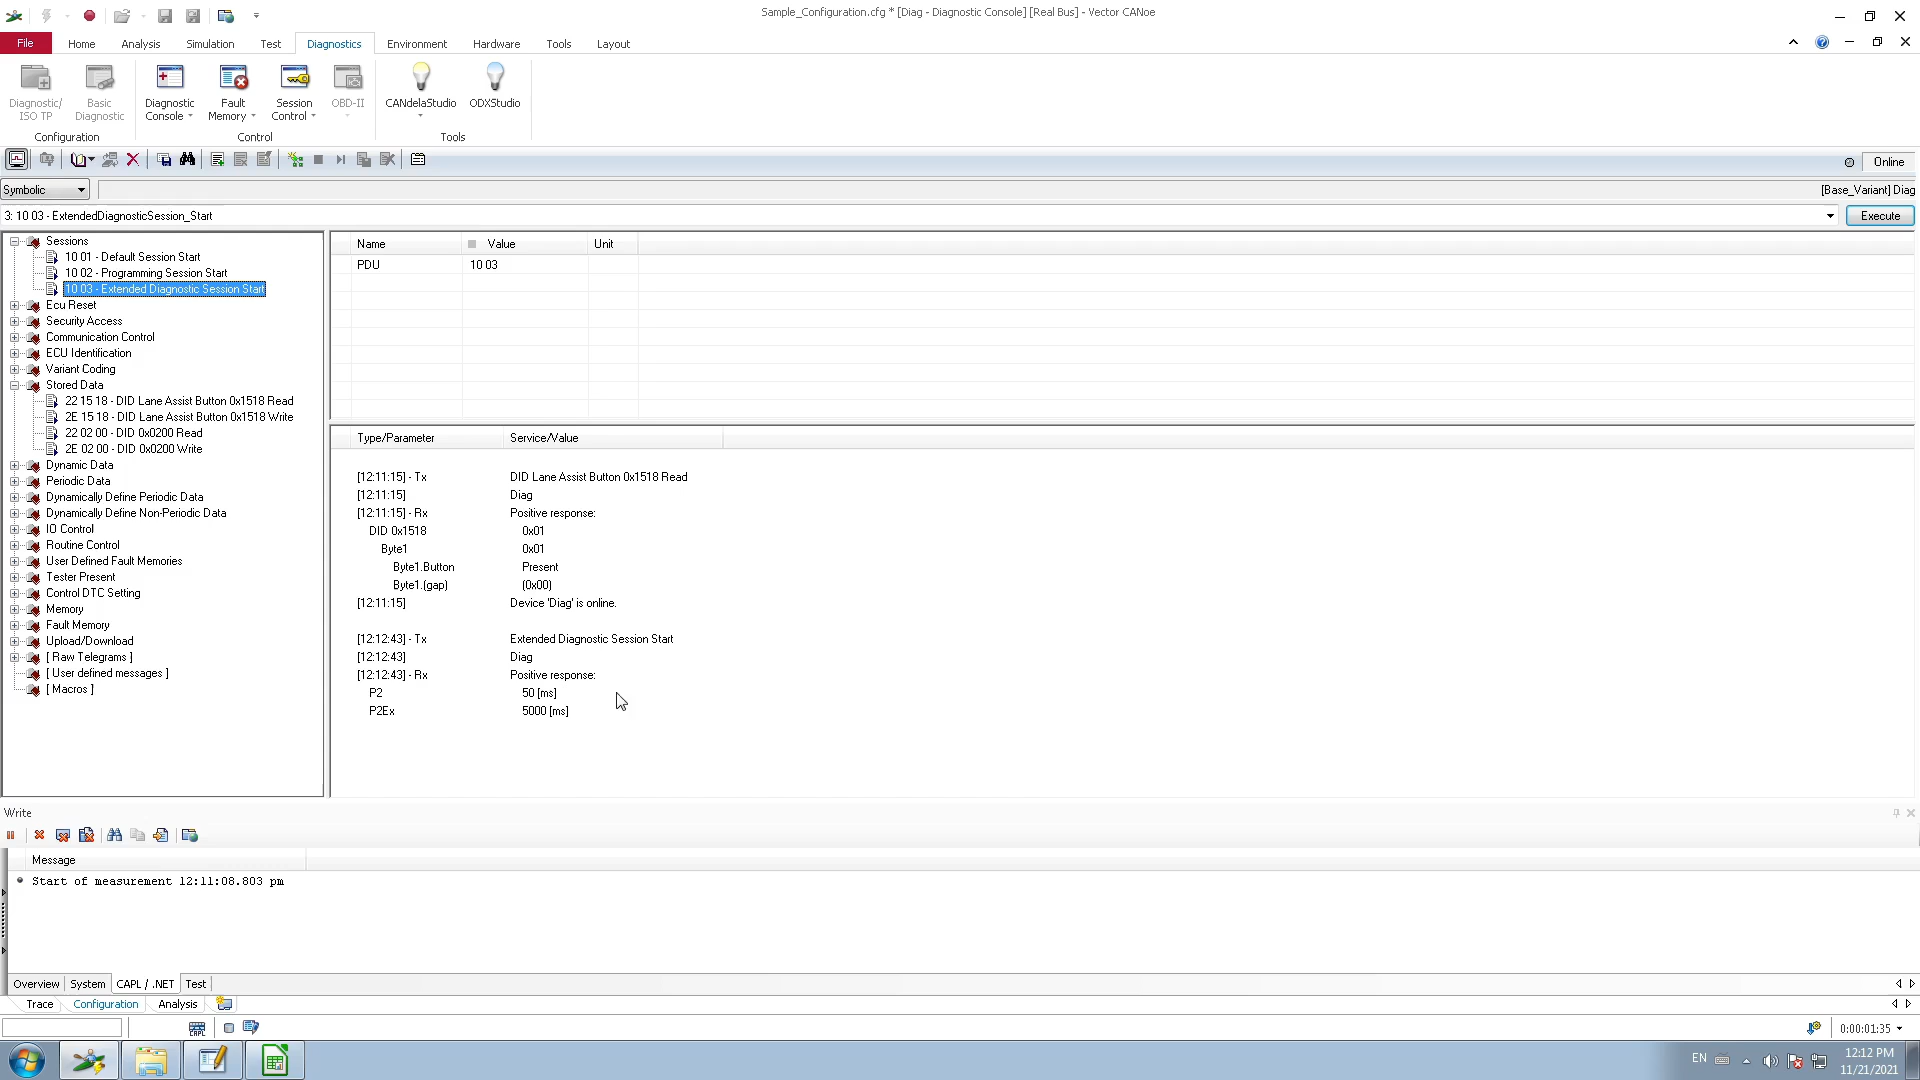 Sample_Configuration.cfg * [Diag - Diagnostic Console] [Real Bus] - Vector CANoe
File Home Analysis Simulation Test Diagnostics Environment Hardware Tools Layout
Diagnostic/ ISO TP
Basic Diagnostic
Diagnostic Console
Fault Memory
Session Control
OBD-II
CANdelaStudio
ODXStudio
Configuration Control Tools
Online
Symbolic
[Base_Variant] Diag
3: 10 03 - ExtendedDiagnosticSession_Start
Execute
Sessions
10 01 - Default Session Start
10 02 - Programming Session Start
10 03 - Extended Diagnostic Session Start
Ecu Reset
Security Access
Communication Control
ECU Identification
Variant Coding
Stored Data
22 15 18 - DID Lane Assist Button 0x1518 Read
2E 15 18 - DID Lane Assist Button 0x1518 Write
22 02 00 - DID 0x0200 Read
2E 02 00 - DID 0x0200 Write
Dynamic Data
Periodic Data
Dynamically Define Periodic Data
Dynamically Define Non-Periodic Data
IO Control
Routine Control
User Defined Fault Memories
Tester Present
Control DTC Setting
Memory
Fault Memory
Upload/Download
[ Raw Telegrams ]
[ User defined messages ]
[ Macros ]
Name Value Unit
PDU 10 03
Type/Parameter Service/Value
[12:11:15] - Tx DID Lane Assist Button 0x1518 Read
[12:11:15] Diag
[12:11:15] - Rx Positive response:
DID 0x1518 0x01
Byte1 0x01
Byte1.Button Present
Byte1.(gap) (0x00)
[12:11:15] Device 'Diag' is online.
[12:12:43] - Tx Extended Diagnostic Session Start
[12:12:43] Diag
[12:12:43] - Rx Positive response:
P2 50 [ms]
P2Ex 5000 [ms]
Write
Message
Start of measurement 12:11:08.803 pm
Overview System CAPL / .NET Test
Trace Configuration Analysis
CAPL
0:00:01:35
EN
12:12 PM
11/21/2021